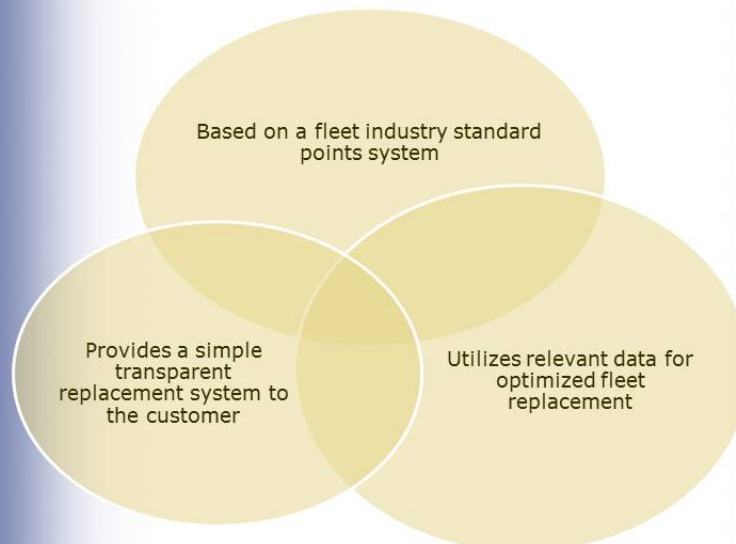 Based on a fleet industry standard
points system
Provides a simple
transparent
replacement system to
the customer
Utilizes relevant data for
optimized fleet
replacement